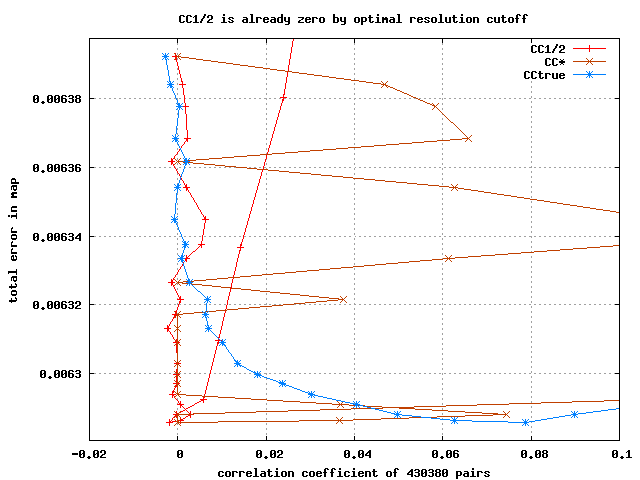 CC1/2 is already zero by optimal resolution cutoff
CC1/2
CC*
CCtrue
0.00638
0.00636
0.00634
0.00632
0.0063
total error in map
-0.02
0
0.02
0.04
0.06
0.08
0.1
correlation coefficient of 430380 pairs